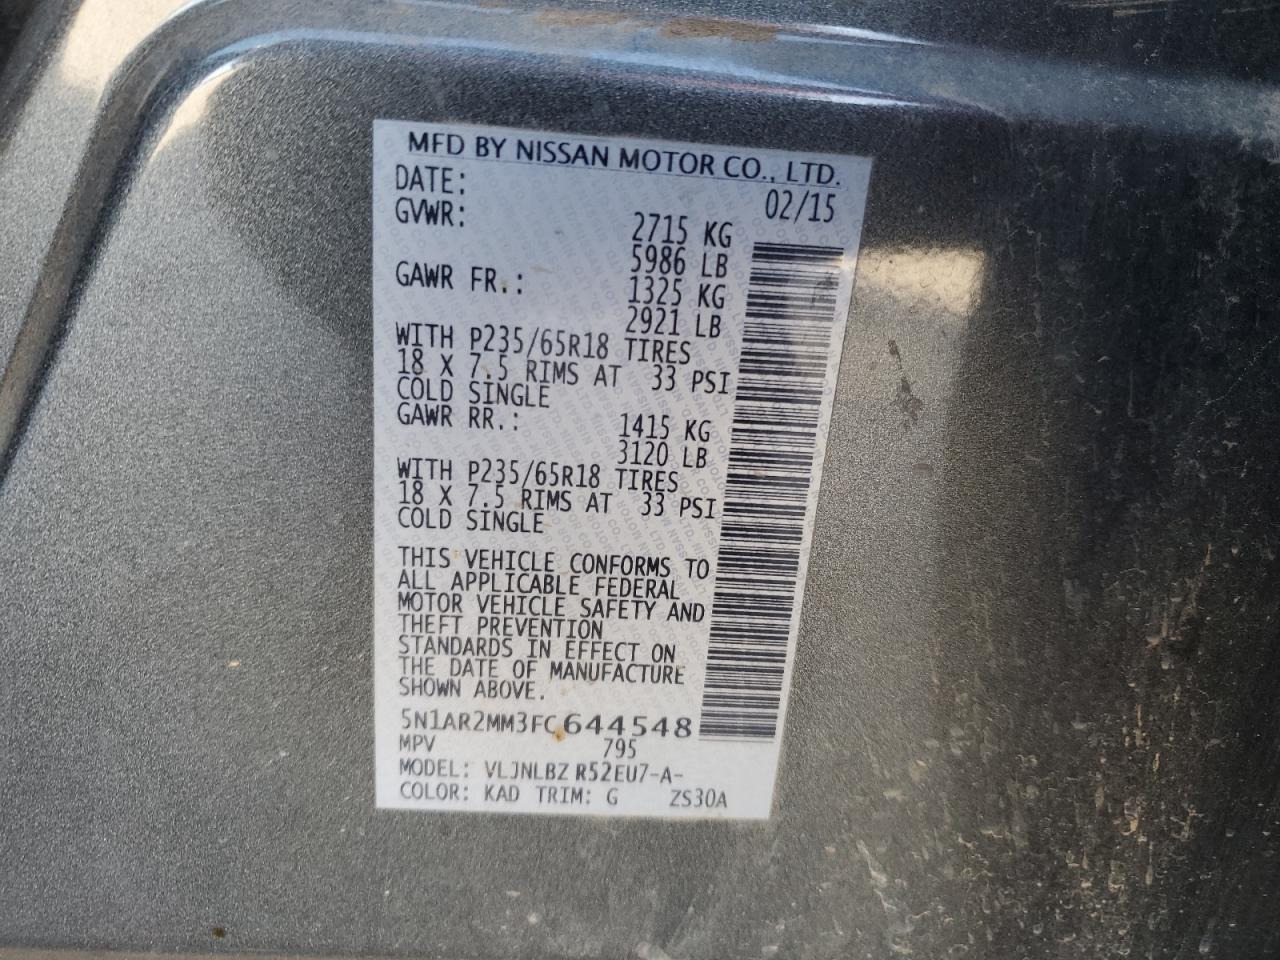 MFD BY NISSAN MOTOR CO., LTD.
DATE: 02/15
GVWR: 2715 KG
5986 LB
GAWR FR.: 1325 KG
2921 LB
WITH P235/65R18 TIRES
18 X 7.5 RIMS AT 33 PSI
COLD SINGLE
GAWR RR.: 1415 KG
3120 LB
WITH P235/65R18 TIRES
18 X 7.5 RIMS AT 33 PSI
COLD SINGLE
THIS VEHICLE CONFORMS TO
ALL APPLICABLE FEDERAL
MOTOR VEHICLE SAFETY AND
THEFT PREVENTION
STANDARDS IN EFFECT ON
THE DATE OF MANUFACTURE
SHOWN ABOVE.
5N1AR2MM3FC644548
MPV 795
MODEL: VLJNLBZ R52EU7-A-
COLOR: KAD TRIM: G ZS30A